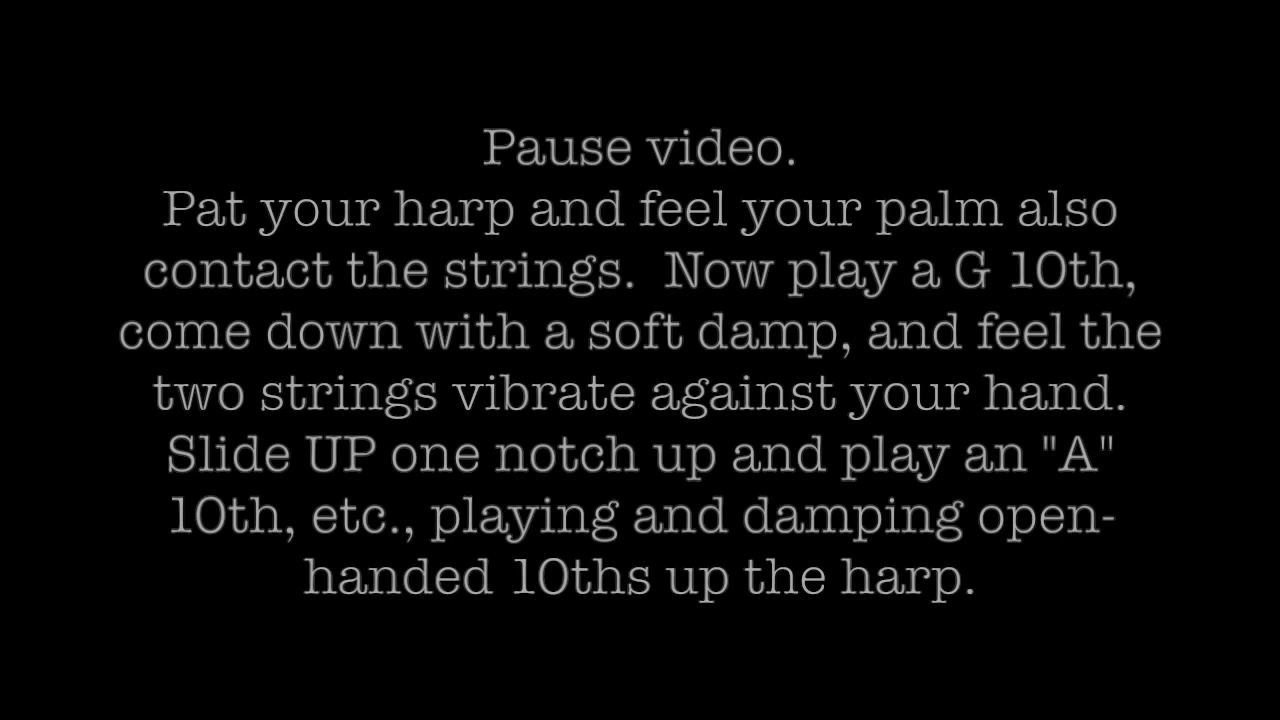 Pause video.
Pat your harp and feel your palm also
contact the strings.  Now play a G 10th,
come down with a soft damp, and feel the
two strings vibrate against your hand.
Slide UP one notch up and play an "A"
10th, etc., playing and damping open-
handed 10ths up the harp.